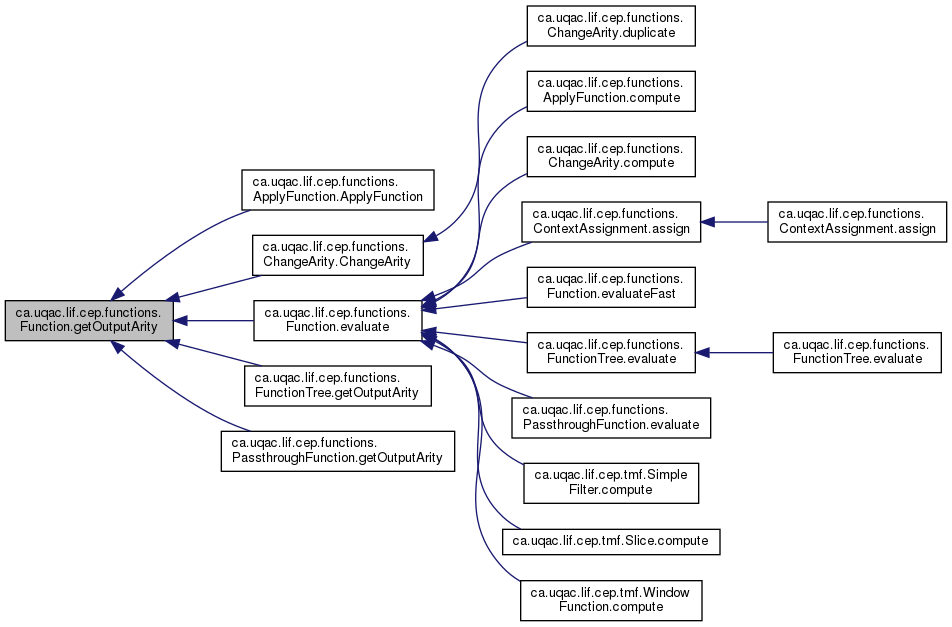 ca.uqac.lif.cep.functions.
Function.getOutputArity
ca.uqac.lif.cep.functions.
ApplyFunction.ApplyFunction
ca.uqac.lif.cep.functions.
ChangeArity.ChangeArity
ca.uqac.lif.cep.functions.
Function.evaluate
ca.uqac.lif.cep.functions.
FunctionTree.getOutputArity
ca.uqac.lif.cep.functions.
PassthroughFunction.getOutputArity
ca.uqac.lif.cep.functions.
ChangeArity.duplicate
ca.uqac.lif.cep.functions.
ApplyFunction.compute
ca.uqac.lif.cep.functions.
ChangeArity.compute
ca.uqac.lif.cep.functions.
ContextAssignment.assign
ca.uqac.lif.cep.functions.
Function.evaluateFast
ca.uqac.lif.cep.functions.
FunctionTree.evaluate
ca.uqac.lif.cep.functions.
PassthroughFunction.evaluate
ca.uqac.lif.cep.tmf.Simple
Filter.compute
ca.uqac.lif.cep.tmf.Slice.compute
ca.uqac.lif.cep.tmf.Window
Function.compute
ca.uqac.lif.cep.functions.
ContextAssignment.assign
ca.uqac.lif.cep.functions.
FunctionTree.evaluate